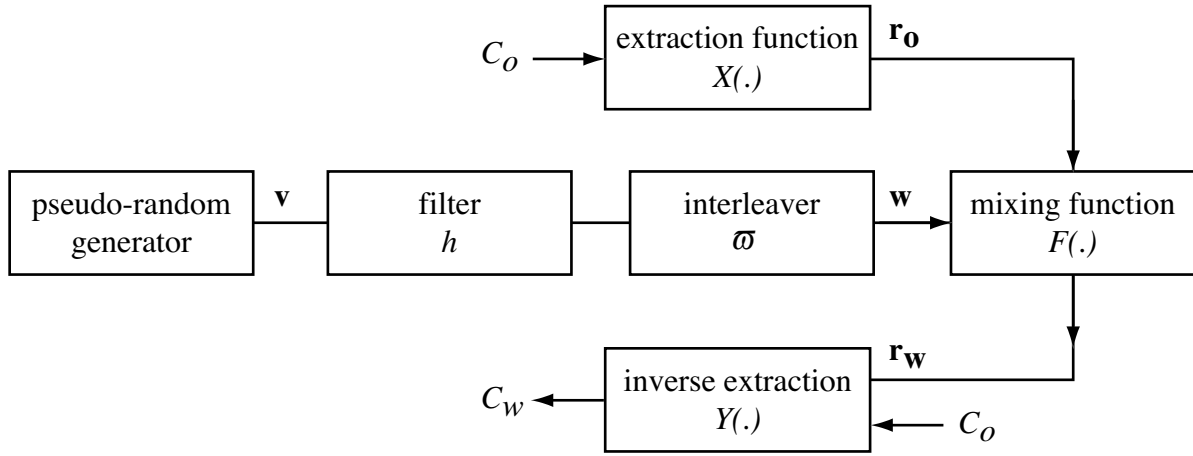 C_o
extraction function
X(.)
r_o
pseudo-random
generator
v
filter
h
interleaver
ϖ
w
mixing function
F(.)
C_w
inverse extraction
Y(.)
r_w
C_o